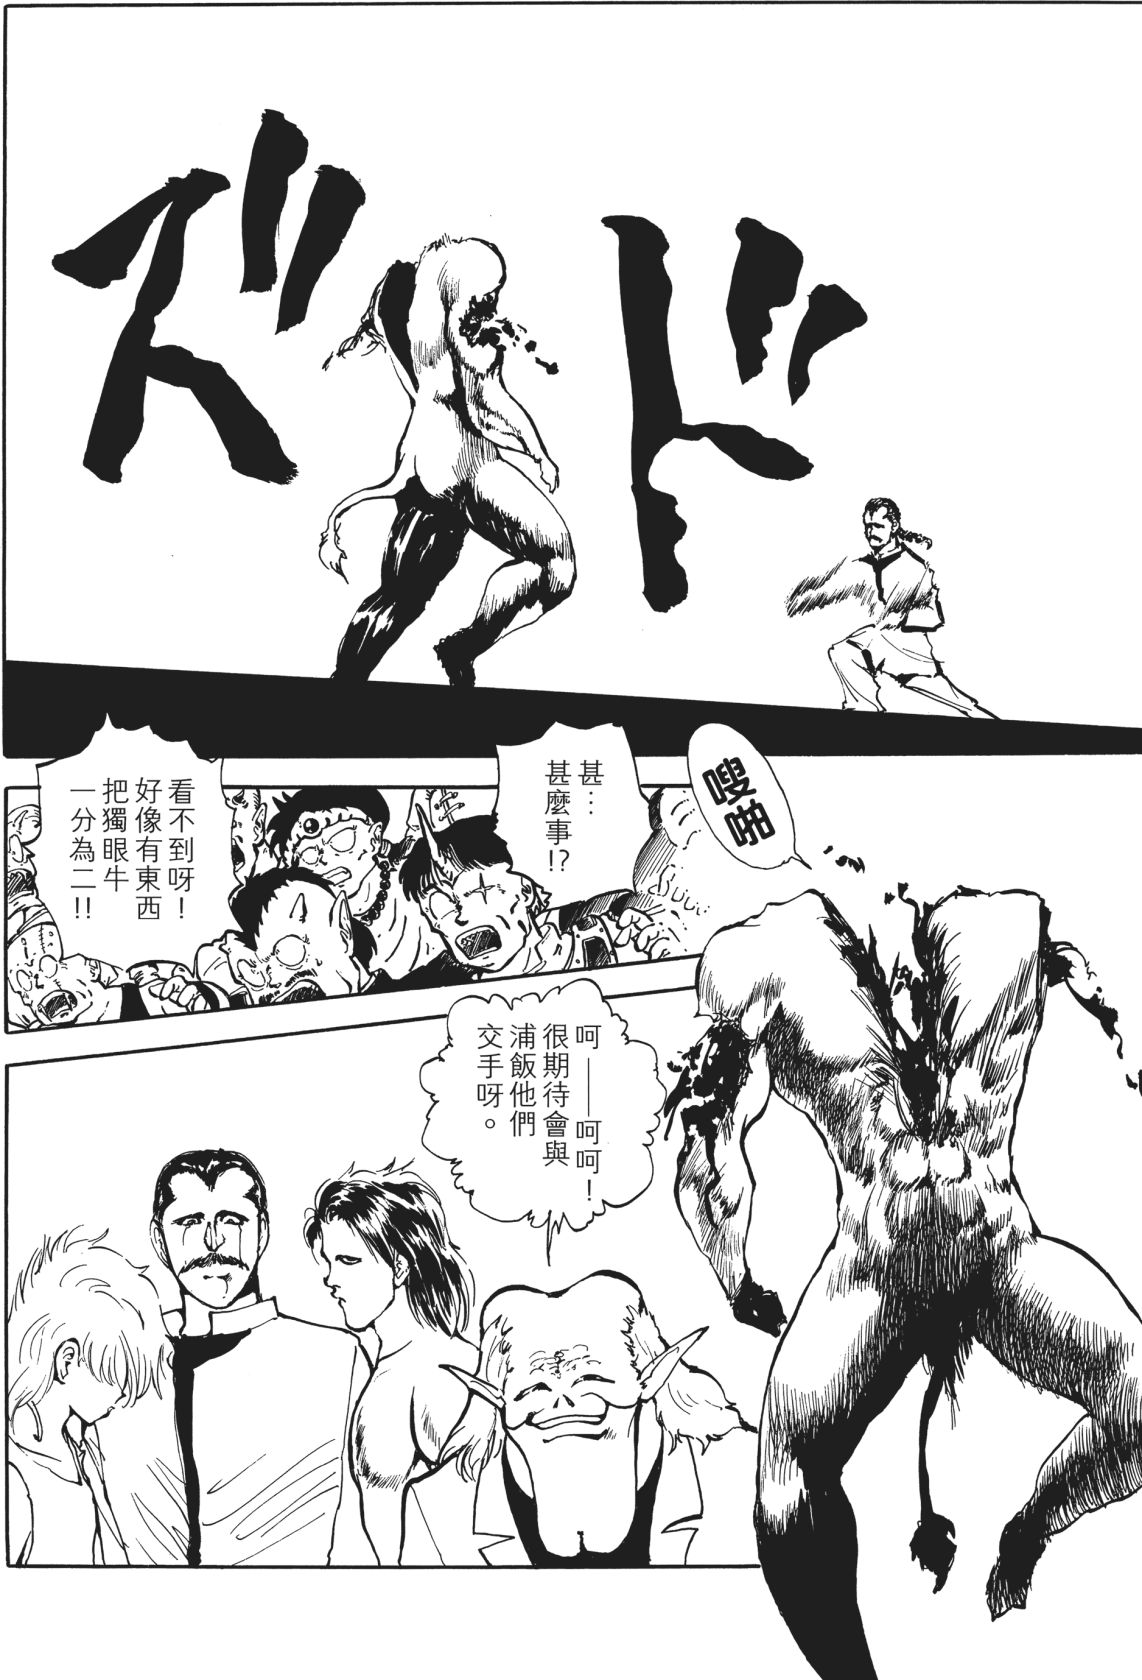 ズドッ
嗖啪
甚…
甚麼事!?
看不到呀！
好像有東西
把獨眼牛
一分為二!!
呵——呵呵！
很期待會與
浦飯他們
交手呀。